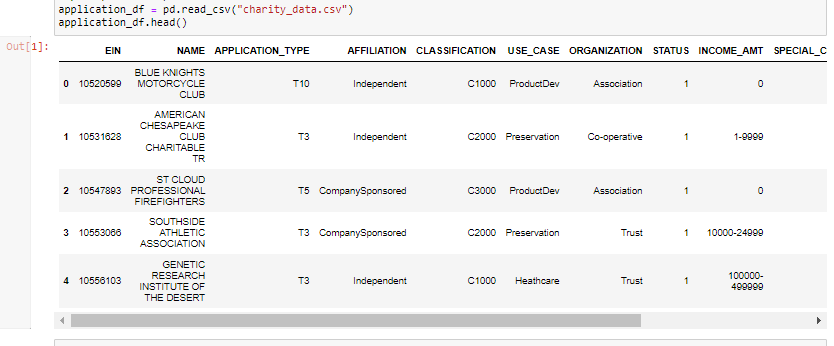 application_df = pd.read_csv("charity_data.csv")
application_df.head()
Out[1]:
EIN NAME APPLICATION_TYPE AFFILIATION CLASSIFICATION USE_CASE ORGANIZATION STATUS INCOME_AMT SPECIAL_C
0 10520599 BLUE KNIGHTS MOTORCYCLE CLUB T10 Independent C1000 ProductDev Association 1 0
1 10531628 AMERICAN CHESAPEAKE CLUB CHARITABLE TR T3 Independent C2000 Preservation Co-operative 1 1-9999
2 10547893 ST CLOUD PROFESSIONAL FIREFIGHTERS T5 CompanySponsored C3000 ProductDev Association 1 0
3 10553066 SOUTHSIDE ATHLETIC ASSOCIATION T3 CompanySponsored C2000 Preservation Trust 1 10000-24999
4 10556103 GENETIC RESEARCH INSTITUTE OF THE DESERT T3 Independent C1000 Heathcare Trust 1 100000-499999